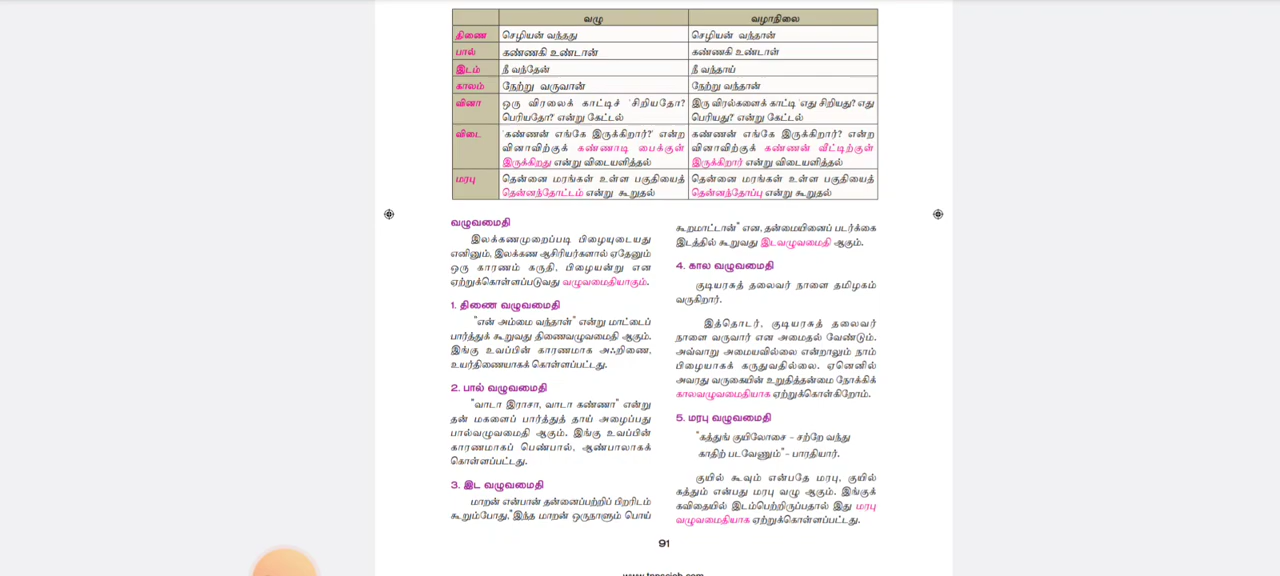 வழு வழாநிலை
திணை செழியன் வந்தது செழியன் வந்தான்
பால் கண்ணகி உண்டான் கண்ணகி உண்டாள்
இடம் நீ வந்தேன் நீ வந்தாய்
காலம் நேற்று வருவான் நேற்று வந்தான்
வினா ஒரு விரலைக் காட்டிச் 'சிறியதோ? இரு விரல்களைக் காட்டி 'எது சிறியது? எது
பெரியதோ? என்று கேட்டல் பெரியது? என்று கேட்டல்
விடை 'கண்ணன் எங்கே இருக்கிறார்?' என்ற கண்ணன் எங்கே இருக்கிறார்? என்ற
வினாவிற்குக் கண்ணாடி பைக்குள் வினாவிற்குக் கண்ணன் வீட்டிற்குள்
இருக்கிறது என்று விடையளித்தல் இருக்கிறார் என்று விடையளித்தல்
மரபு தென்னை மரங்கள் உள்ள பகுதியைத் தென்னை மரங்கள் உள்ள பகுதியைத்
தென்னந்தோட்டம் என்று கூறுதல் தென்னந்தோப்பு என்று கூறுதல்
வழுவமைதி
இலக்கணமுறைப்படி பிழையுடையது
எனினும், இலக்கண ஆசிரியர்களால் ஏதேனும்
ஒரு காரணம் கருதி, பிழையன்று என
ஏற்றுக்கொள்ளப்படுவது வழுவமைதியாகும்.
1. திணை வழுவமைதி
"என் அம்மை வந்தாள்" என்று மாட்டைப்
பார்த்துக் கூறுவது திணைவழுவமைதி ஆகும்.
இங்கு உவப்பின் காரணமாக அஃறிணை,
உயர்திணையாகக் கொள்ளப்பட்டது.
2. பால் வழுவமைதி
"வாடா இராசா, வாடா கண்ணா" என்று
தன் மகளைப் பார்த்துத் தாய் அழைப்பது
பால்வழுவமைதி ஆகும். இங்கு உவப்பின்
காரணமாகப் பெண்பால், ஆண்பாலாகக்
கொள்ளப்பட்டது.
3. இட வழுவமைதி
மாறன் என்பான் தன்னைப்பற்றிப் பிறரிடம்
கூறும்போது,"இந்த மாறன் ஒருநாளும் பொய்
கூறமாட்டான்" என, தன்மையினைப் படர்க்கை
இடத்தில் கூறுவது இடவழுவமைதி ஆகும்.
4. கால வழுவமைதி
குடியரசுத் தலைவர் நாளை தமிழகம்
வருகிறார்.
இத்தொடர், குடியரசுத் தலைவர்
நாளை வருவார் என அமைதல் வேண்டும்.
அவ்வாறு அமையவில்லை என்றாலும் நாம்
பிழையாகக் கருதுவதில்லை. ஏனெனில்
அவரது வருகையின் உறுதித்தன்மை நோக்கிக்
காலவழுவமைதியாக ஏற்றுக்கொள்கிறோம்.
5. மரபு வழுவமைதி
"கத்துங் குயிலோசை – சற்றே வந்து
காதிற் படவேணும்" – பாரதியார்.
குயில் கூவும் என்பதே மரபு, குயில்
கத்தும் என்பது மரபு வழு ஆகும். இங்குக்
கவிதையில் இடம்பெற்றிருப்பதால் இது மரபு
வழுவமைதியாக ஏற்றுக்கொள்ளப்பட்டது.
91